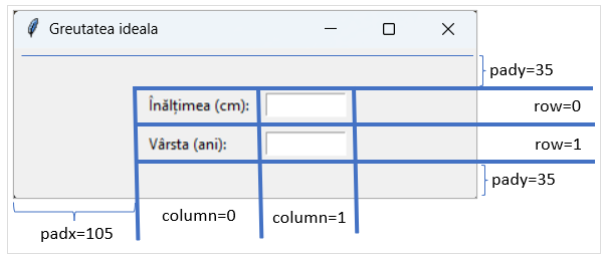 Greutatea ideala
pady=35
Înălțimea (cm):
row=0
Vârsta (ani):
row=1
pady=35
column=0
column=1
padx=105